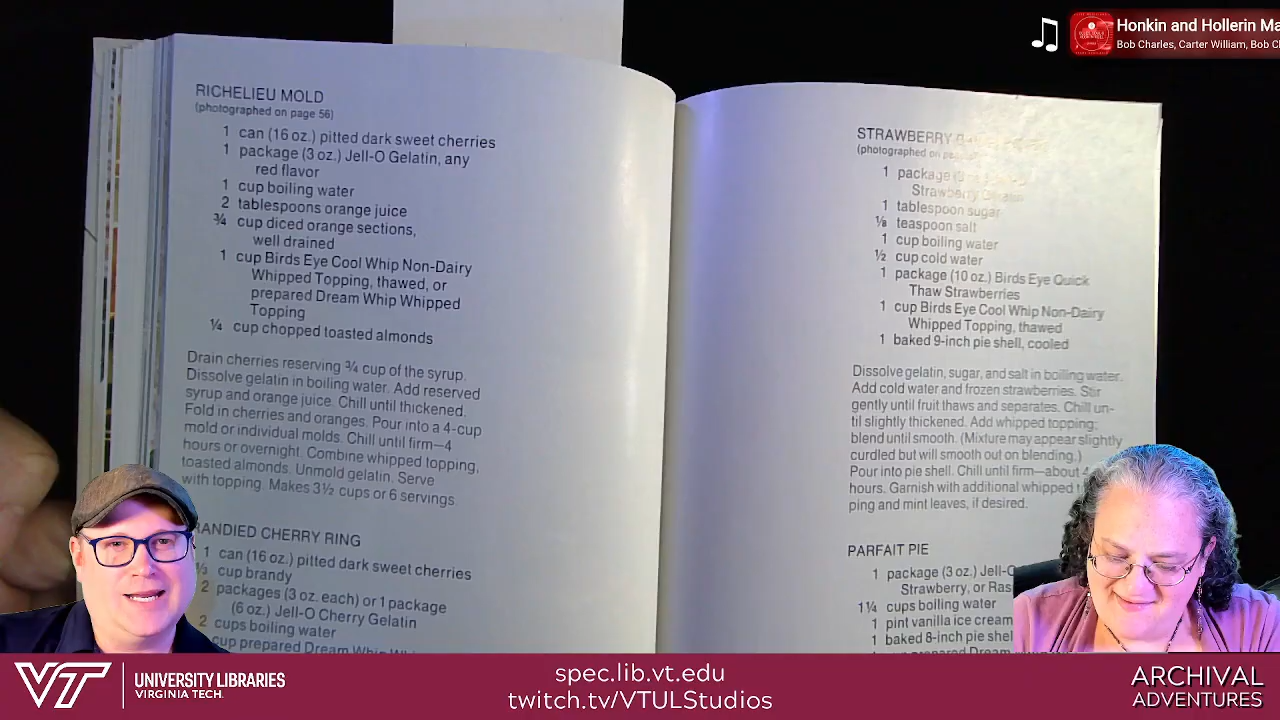 Honkin and Hollerin Ma
Bob Charles, Carter William, Bob C
RICHELIEU MOLD
(photographed on page 56)
1 can (16 oz.) pitted dark sweet cherries
1 package (3 oz.) Jell-O Gelatin, any
red flavor
1 cup boiling water
2 tablespoons orange juice
¾ cup diced orange sections,
well drained
1 cup Birds Eye Cool Whip Non-Dairy
Whipped Topping, thawed, or
prepared Dream Whip Whipped
Topping
¼ cup chopped toasted almonds
Drain cherries reserving ¾ cup of the syrup.
Dissolve gelatin in boiling water. Add reserved
syrup and orange juice. Chill until thickened.
Fold in cherries and oranges. Pour into a 4-cup
mold or individual molds. Chill until firm—4
hours or overnight. Combine whipped topping,
toasted almonds. Unmold gelatin. Serve
with topping. Makes 3½ cups or 6 servings.
RANDIED CHERRY RING
1 can (16 oz.) pitted dark sweet cherries
⅓ cup brandy
2 packages (3 oz. each) or 1 package
(6 oz.) Jell-O Cherry Gelatin
2 cups boiling water
cup prepared Dream Whip
STRAWBERRY
(photographed on
1 package
Strawberry
1 tablespoon sugar
⅛ teaspoon salt
1 cup boiling water
½ cup cold water
1 package (10 oz.) Birds Eye Quick
Thaw Strawberries
1 cup Birds Eye Cool Whip Non-Dairy
Whipped Topping, thawed
1 baked 9-inch pie shell, cooled
Dissolve gelatin, sugar, and salt in boiling water.
Add cold water and frozen strawberries. Stir
gently until fruit thaws and separates. Chill un-
til slightly thickened. Add whipped topping;
blend until smooth. (Mixture may appear slightly
curdled but will smooth out on blending.)
Pour into pie shell. Chill until firm—about 4
hours. Garnish with additional whipped t
ping and mint leaves, if desired.
PARFAIT PIE
1 package (3 oz.) Jell-O
Strawberry, or Ras
1¼ cups boiling water
1 pint vanilla ice cream
1 baked 8-inch pie shel
VT UNIVERSITY LIBRARIES
VIRGINIA TECH
spec.lib.vt.edu
twitch.tv/VTULStudios
ARCHIVAL
ADVENTURES